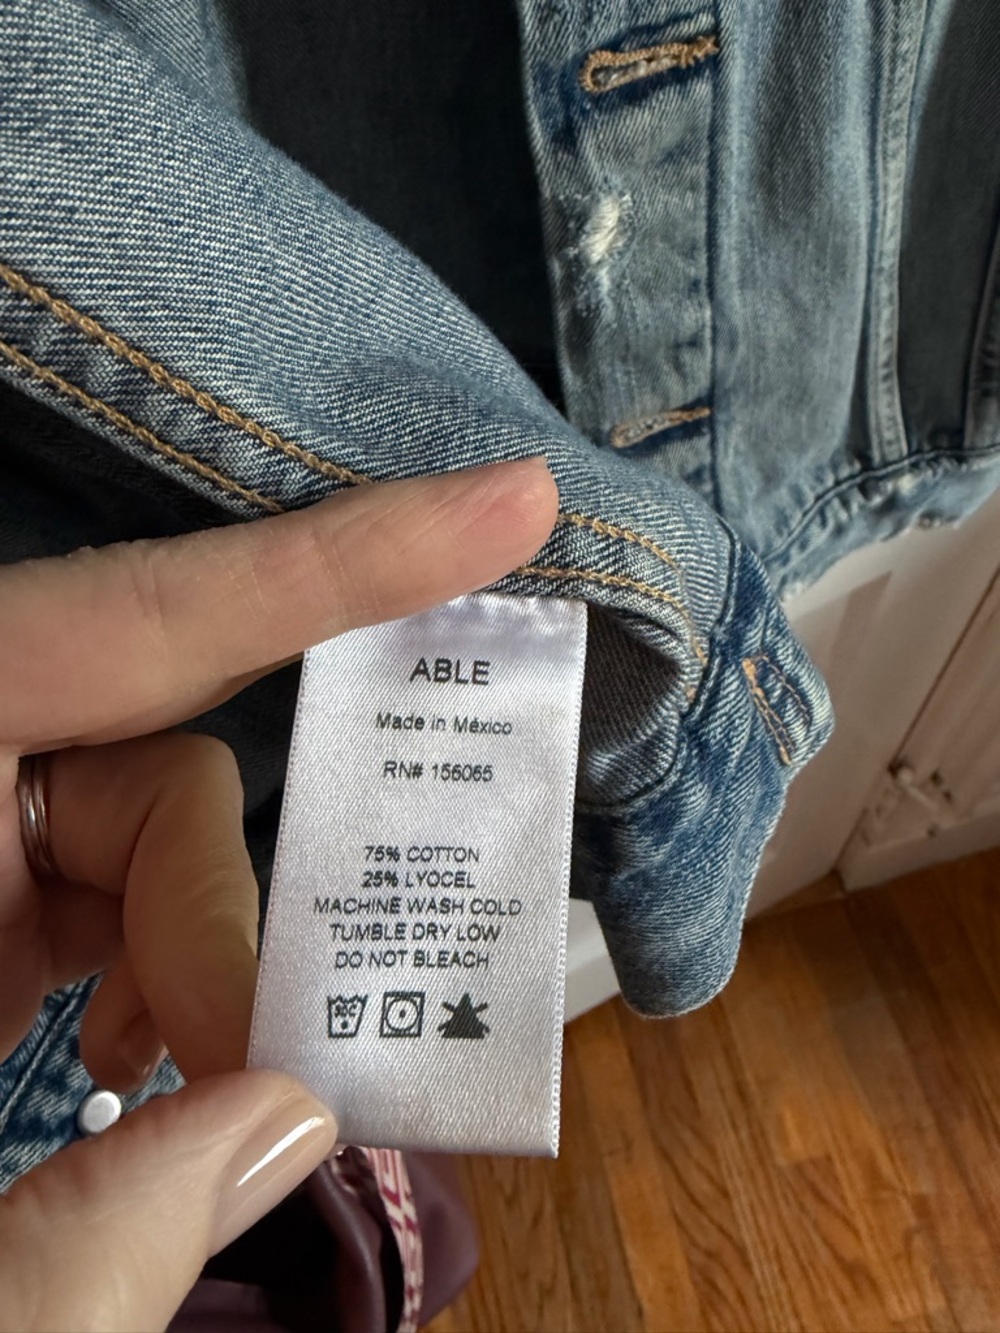 ABLE
Made in México
RN# 156065
75% COTTON
25% LYOCEL
MACHINE WASH COLD
TUMBLE DRY LOW
DO NOT BLEACH
30C